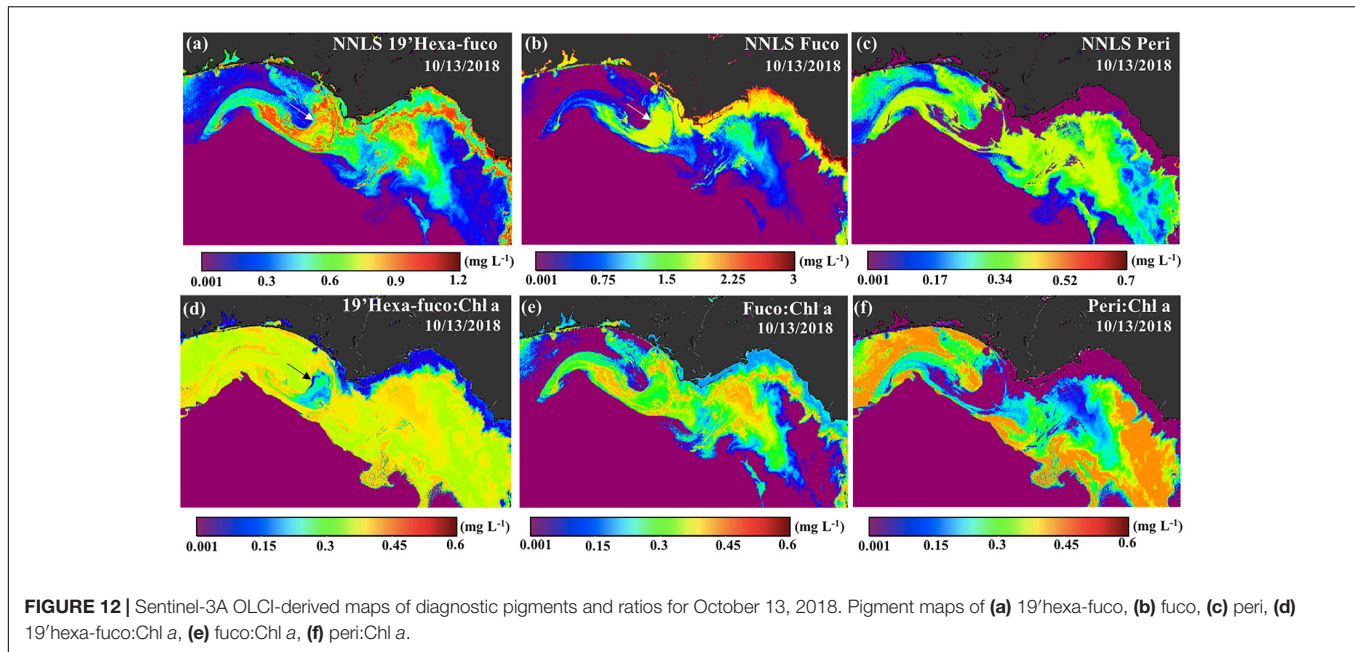 (a) NNLS 19'Hexa-fuco
10/13/2018
(b) NNLS Fuco
10/13/2018
(c) NNLS Peri
10/13/2018
0.001 0.3 0.6 0.9 1.2 (mg L⁻¹)
0.001 0.75 1.5 2.25 3 (mg L⁻¹)
0.001 0.17 0.34 0.52 0.7 (mg L⁻¹)
(d) 19'Hexa-fuco:Chl a
10/13/2018
(e) Fuco:Chl a
10/13/2018
(f) Peri:Chl a
10/13/2018
0.001 0.15 0.3 0.45 0.6 (mg L⁻¹)
0.001 0.15 0.3 0.45 0.6 (mg L⁻¹)
0.001 0.15 0.3 0.45 0.6 (mg L⁻¹)
FIGURE 12 | Sentinel-3A OLCI-derived maps of diagnostic pigments and ratios for October 13, 2018. Pigment maps of (a) 19′hexa-fuco, (b) fuco, (c) peri, (d)
19′hexa-fuco:Chl a, (e) fuco:Chl a, (f) peri:Chl a.